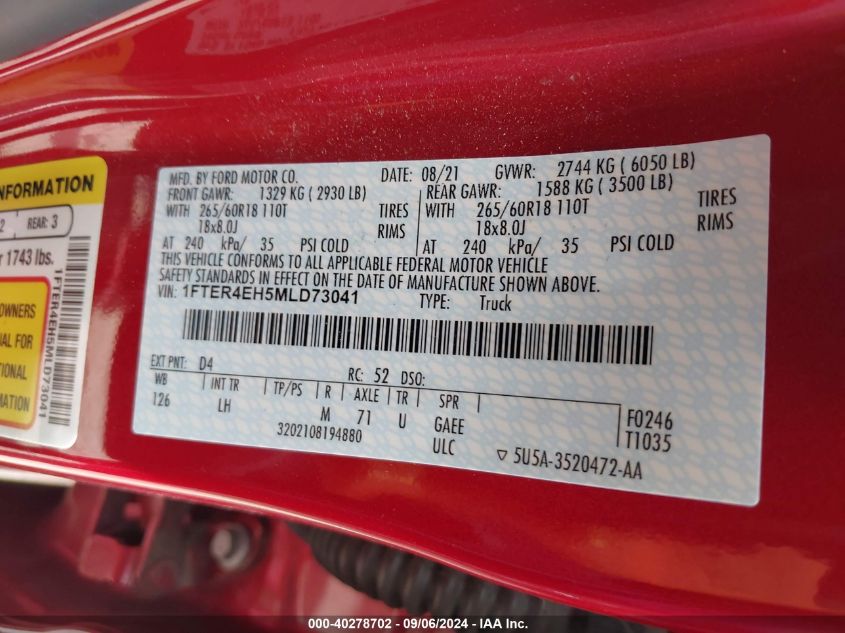 MFD. BY FORD MOTOR CO. DATE: 08/21 GVWR: 2744 KG ( 6050 LB)
FRONT GAWR: 1329 KG ( 2930 LB) REAR GAWR: 1588 KG ( 3500 LB)
WITH 265/60R18 110T TIRES WITH 265/60R18 110T TIRES
18x8.0J RIMS 18x8.0J RIMS
AT 240 kPa/ 35 PSI COLD AT 240 kPa/ 35 PSI COLD
THIS VEHICLE CONFORMS TO ALL APPLICABLE FEDERAL MOTOR VEHICLE
SAFETY STANDARDS IN EFFECT ON THE DATE OF MANUFACTURE SHOWN ABOVE.
VIN: 1FTER4EH5MLD73041 TYPE: Truck
EXT PNT: D4 RC: 52 DSO:
WB INT TR TP/PS R AXLE TR SPR
126 LH M 71 U GAEE F0246
3202108194880 ULC T1035
▽ 5U5A-3520472-AA
INFORMATION
2 REAR: 3
1743 lbs.
1FTER4EH5MLD73041
OWNERS
FOR
TIONAL
MATION
000 - 40278702 - 09/06/2024 - IAA, Inc.